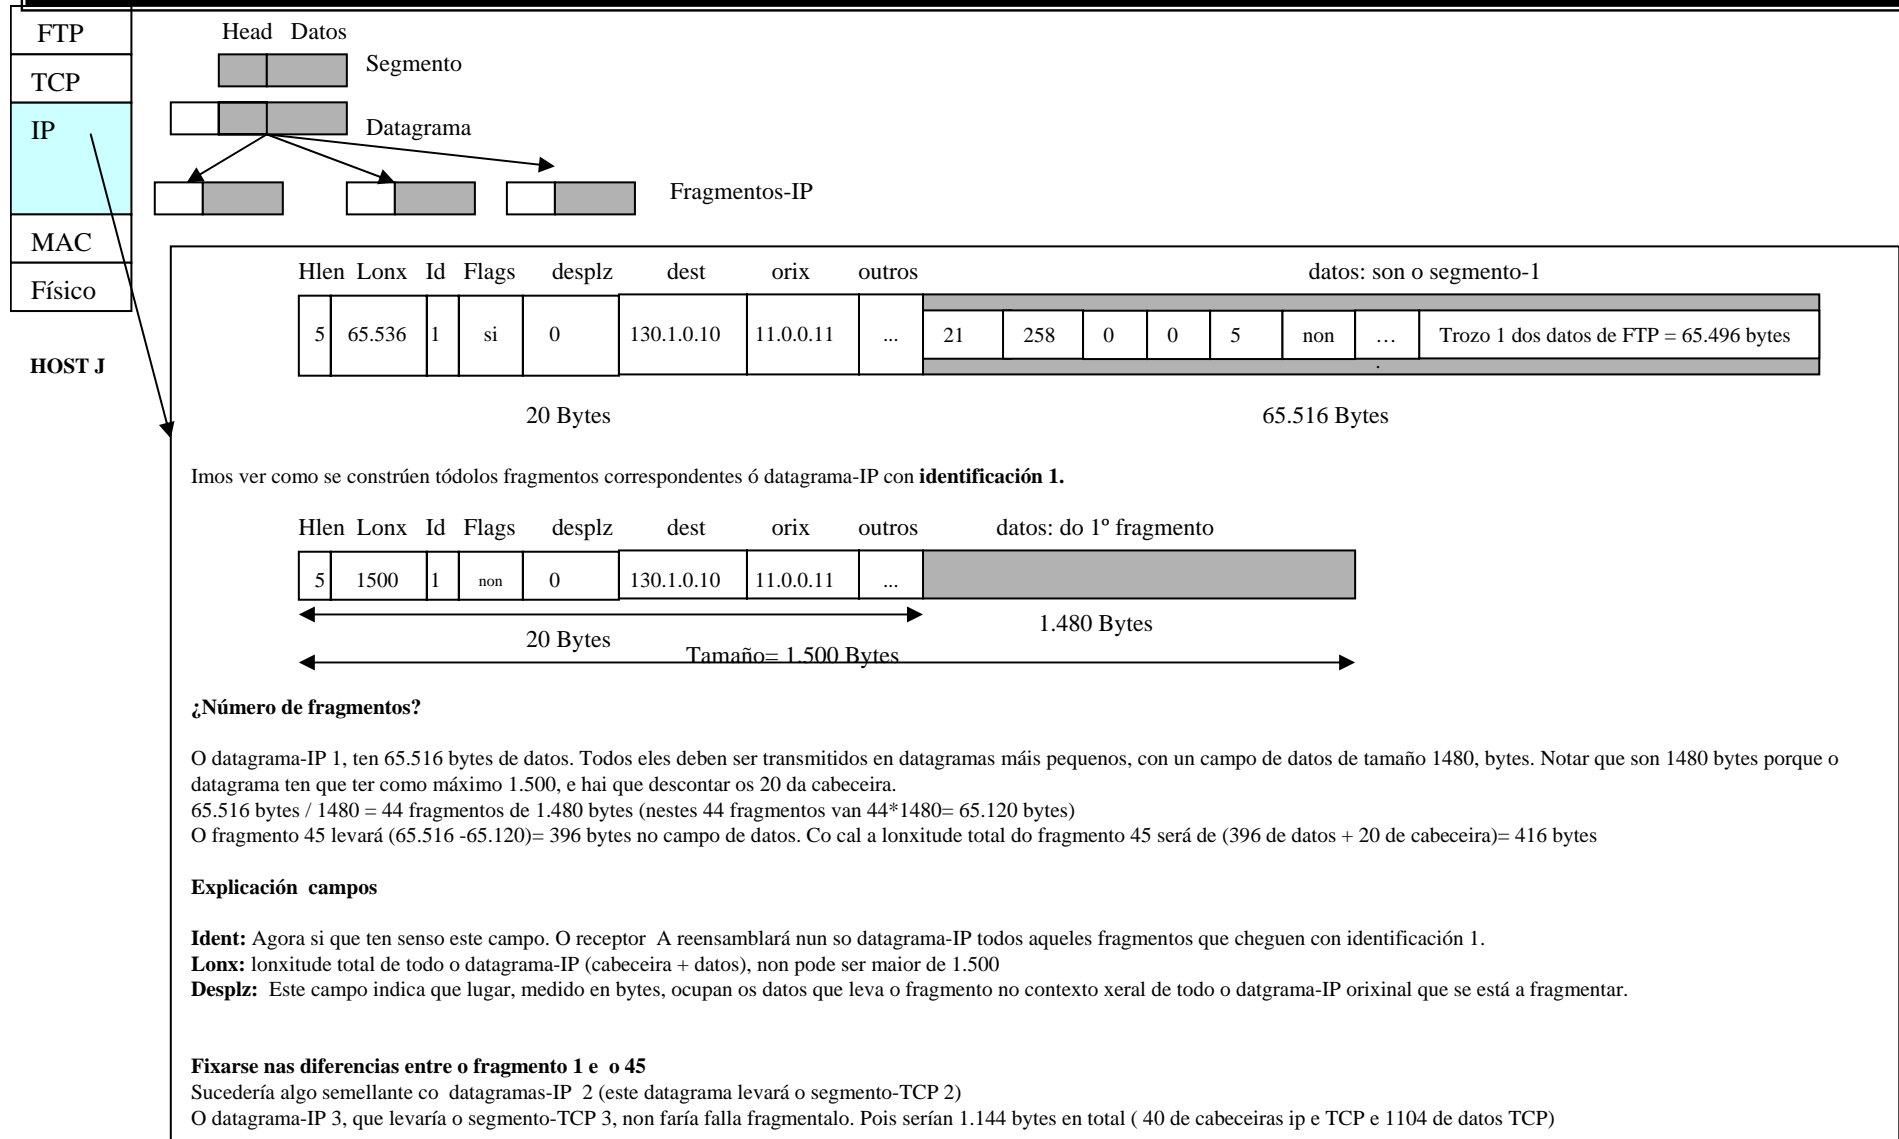 FTP
TCP
IP
MAC
Físico
HOST J
Head Datos
Segmento
Datagrama
Fragmentos-IP
Hlen Lonx Id Flags desplz dest orix outros datos: son o segmento-1
5 65.536 1 si 0 130.1.0.10 11.0.0.11 ... 21 258 0 0 5 non … Trozo 1 dos datos de FTP = 65.496 bytes
.
20 Bytes 65.516 Bytes
Imos ver como se constrúen tódolos fragmentos correspondentes ó datagrama-IP con identificación 1.
Hlen Lonx Id Flags desplz dest orix outros datos: do 1º fragmento
5 1500 1 non 0 130.1.0.10 11.0.0.11 ...
20 Bytes 1.480 Bytes
Tamaño= 1.500 Bytes
¿Número de fragmentos?
O datagrama-IP 1, ten 65.516 bytes de datos. Todos eles deben ser transmitidos en datagramas máis pequenos, con un campo de datos de tamaño 1480, bytes. Notar que son 1480 bytes porque o
datagrama ten que ter como máximo 1.500, e hai que descontar os 20 da cabeceira.
65.516 bytes / 1480 = 44 fragmentos de 1.480 bytes (nestes 44 fragmentos van 44*1480= 65.120 bytes)
O fragmento 45 levará (65.516 -65.120)= 396 bytes no campo de datos. Co cal a lonxitude total do fragmento 45 será de (396 de datos + 20 de cabeceira)= 416 bytes
Explicación campos
Ident: Agora si que ten senso este campo. O receptor A reensamblará nun so datagrama-IP todos aqueles fragmentos que cheguen con identificación 1.
Lonx: lonxitude total de todo o datagrama-IP (cabeceira + datos), non pode ser maior de 1.500
Desplz: Este campo indica que lugar, medido en bytes, ocupan os datos que leva o fragmento no contexto xeral de todo o datgrama-IP orixinal que se está a fragmentar.
Fixarse nas diferencias entre o fragmento 1 e o 45
Sucedería algo semellante co datagramas-IP 2 (este datagrama levará o segmento-TCP 2)
O datagrama-IP 3, que levaría o segmento-TCP 3, non faría falla fragmentalo. Pois serían 1.144 bytes en total ( 40 de cabeceiras ip e TCP e 1104 de datos TCP)